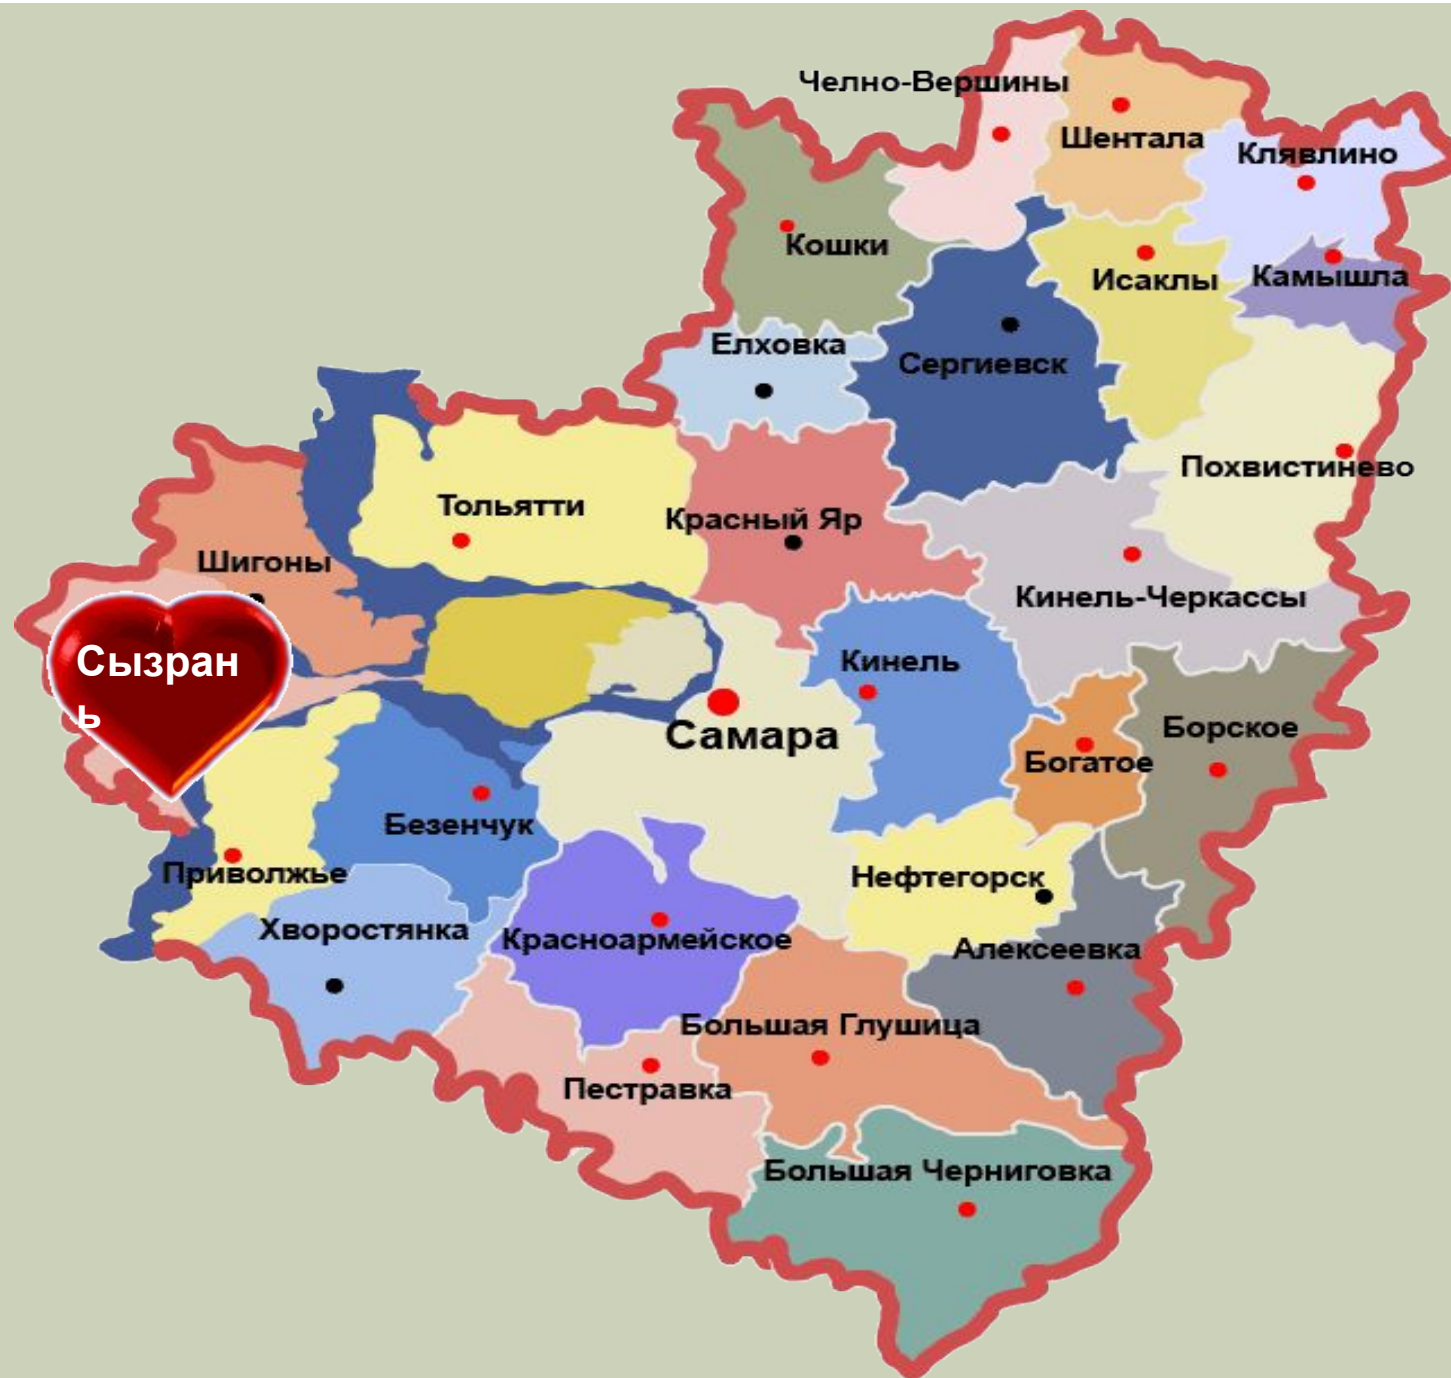 Челно-Вершины
Шентала
Клявлино
Кошки
Исаклы
Камышла
Елховка
Сергиевск
Похвистинево
Тольятти
Красный Яр
Шигоны
Кинель-Черкассы
Сызран
ь
Кинель
Самара
Борское
Богатое
Безенчук
Приволжье
Нефтегорск
Хворостянка
Красноармейское
Алексеевка
Большая Глушица
Пестравка
Большая Черниговка